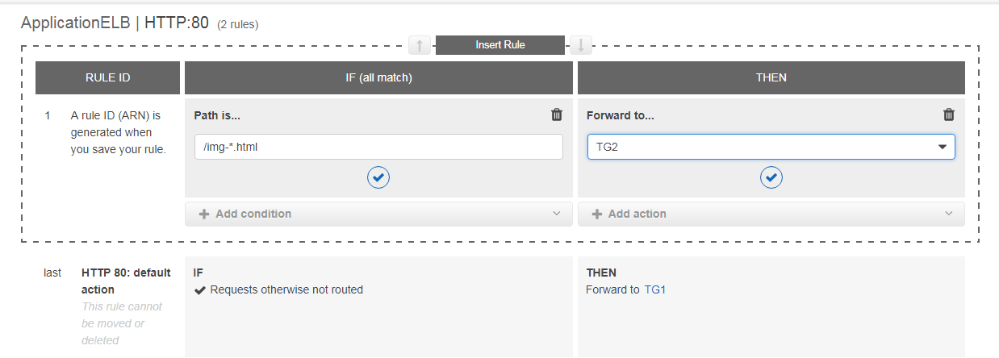 ApplicationELB | HTTP:80 (2 rules)
Insert Rule
RULE ID
IF (all match)
THEN
1
A rule ID (ARN) is
generated when
you save your rule.
Path is...
/img-*.html
Add condition
Forward to...
TG2
Add action
last
HTTP 80: default
action
This rule cannot
be moved or
deleted
IF
Requests otherwise not routed
THEN
Forward to TG1